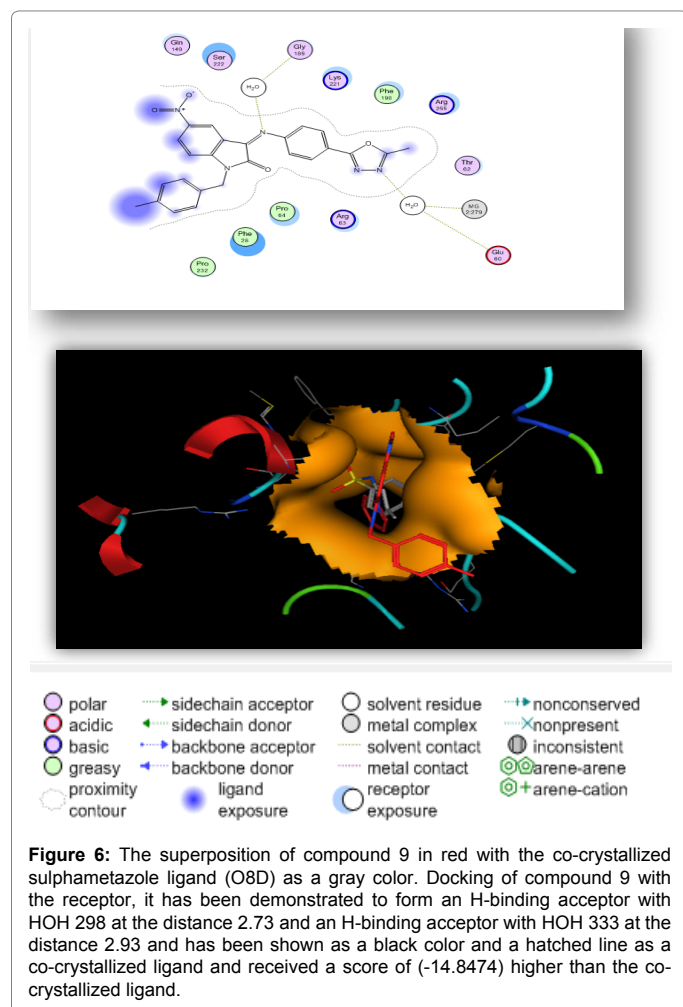 Gln
149
Ser
222
Gly
189
H₂O
Lys
221
Phe
190
Arg
255
O⁻
O
N⁺
N
N
O
O
N
N
Thr
62
H₂O
MG
2:279
Pro
64
Arg
63
Phe
28
Glu
60
Pro
232
polar
sidechain acceptor
solvent residue
nonconserved
acidic
sidechain donor
metal complex
nonpresent
basic
backbone acceptor
solvent contact
inconsistent
greasy
backbone donor
metal contact
arene-arene
proximity
contour
ligand
exposure
receptor
exposure
arene-cation
Figure 6: The superposition of compound 9 in red with the co-crystallized
sulphametazole ligand (O8D) as a gray color. Docking of compound 9 with
the receptor, it has been demonstrated to form an H-binding acceptor with
HOH 298 at the distance 2.73 and an H-binding acceptor with HOH 333 at the
distance 2.93 and has been shown as a black color and a hatched line as a
co-crystallized ligand and received a score of (-14.8474) higher than the co-
crystallized ligand.